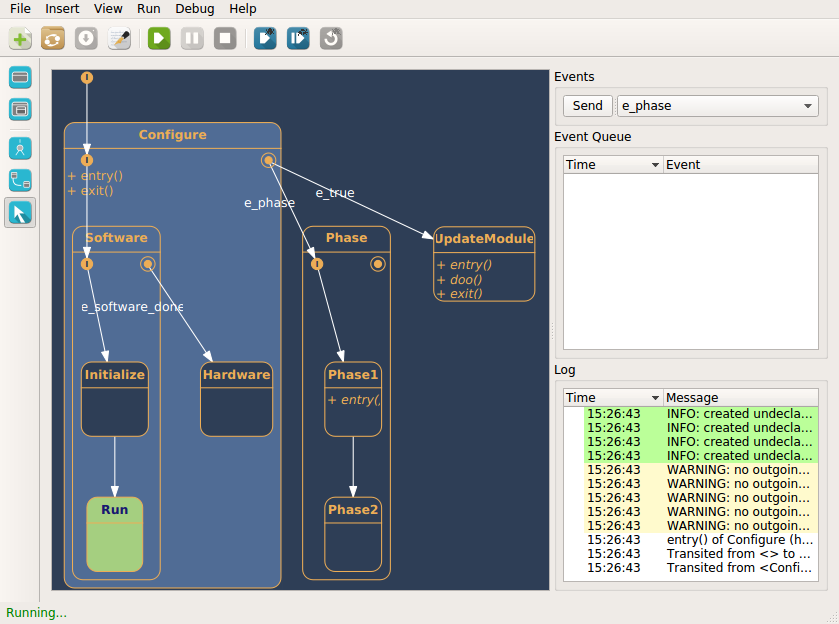 File Insert View Run Debug Help
Events
Send e_phase
Event Queue
Time Event
I
Configure
I
+ entry()
+ exit()
e_phase
e_true
Software
Phase
UpdateModule
+ entry()
+ doo()
+ exit()
I
I
e_software_done
Initialize
Hardware
Phase1
+ entry(
Run
Phase2
Log
Time Message
15:26:43 INFO: created undecla...
15:26:43 INFO: created undecla...
15:26:43 INFO: created undecla...
15:26:43 INFO: created undecla...
15:26:43 WARNING: no outgoin...
15:26:43 WARNING: no outgoin...
15:26:43 WARNING: no outgoin...
15:26:43 WARNING: no outgoin...
15:26:43 WARNING: no outgoin...
15:26:43 entry() of Configure (h...
15:26:43 Transited from <> to ...
15:26:43 Transited from <Confi...
Running...